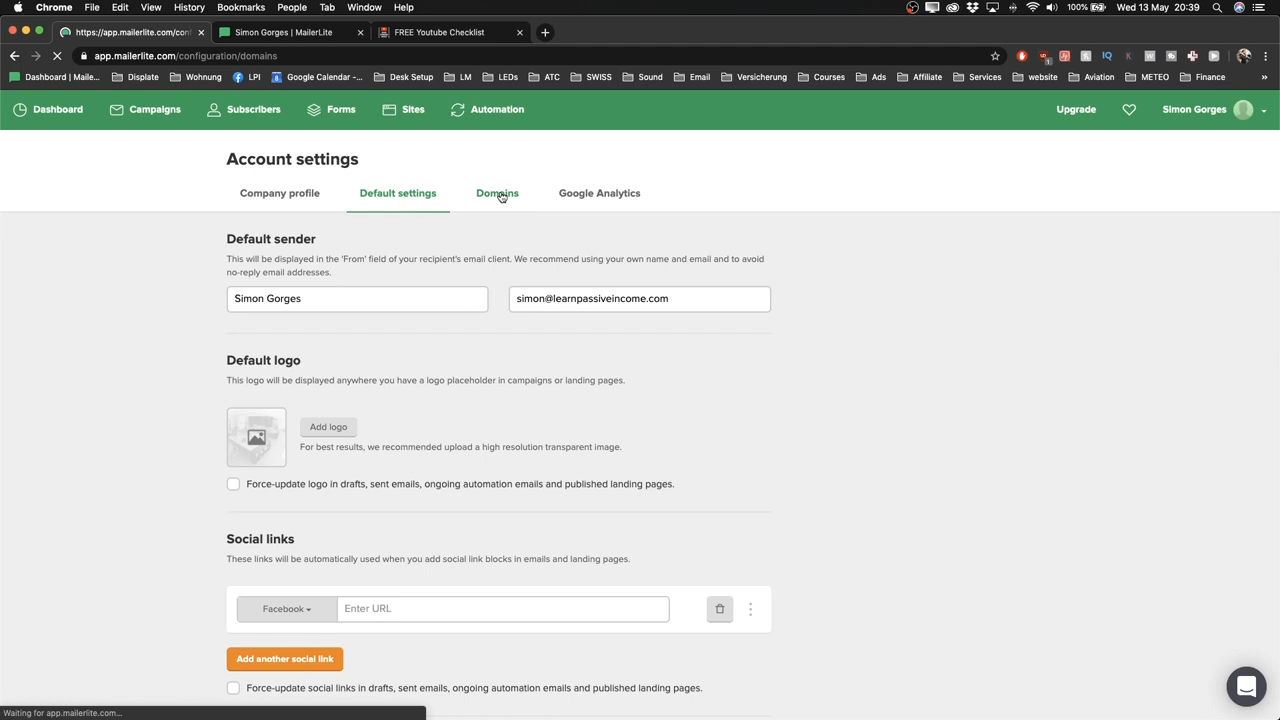 Chrome File Edit View History Bookmarks People Tab Window Help 100% Wed 13 May 20:39
https://app.mailerlite.com/conf Simon Gorges | MailerLite FREE Youtube Checklist
app.mailerlite.com/configuration/domains
Dashboard | Maile... Displate Wohnung LPI Google Calendar -... Desk Setup LM LEDs ATC SWISS Sound Email Versicherung Courses Ads Affiliate Services website Aviation METEO Finance
Dashboard Campaigns Subscribers Forms Sites Automation Upgrade Simon Gorges
Account settings
Company profile Default settings Domains Google Analytics
Default sender
This will be displayed in the 'From' field of your recipient's email client. We recommend using your own name and email and to avoid
no-reply email addresses.
Simon Gorges simon@learnpassiveincome.com
Default logo
This logo will be displayed anywhere you have a logo placeholder in campaigns or landing pages.
Add logo
For best results, we recommended upload a high resolution transparent image.
Force-update logo in drafts, sent emails, ongoing automation emails and published landing pages.
Social links
These links will be automatically used when you add social link blocks in emails and landing pages.
Facebook Enter URL
Add another social link
Force-update social links in drafts, sent emails, ongoing automation emails and published landing pages.
Waiting for app.mailerlite.com...